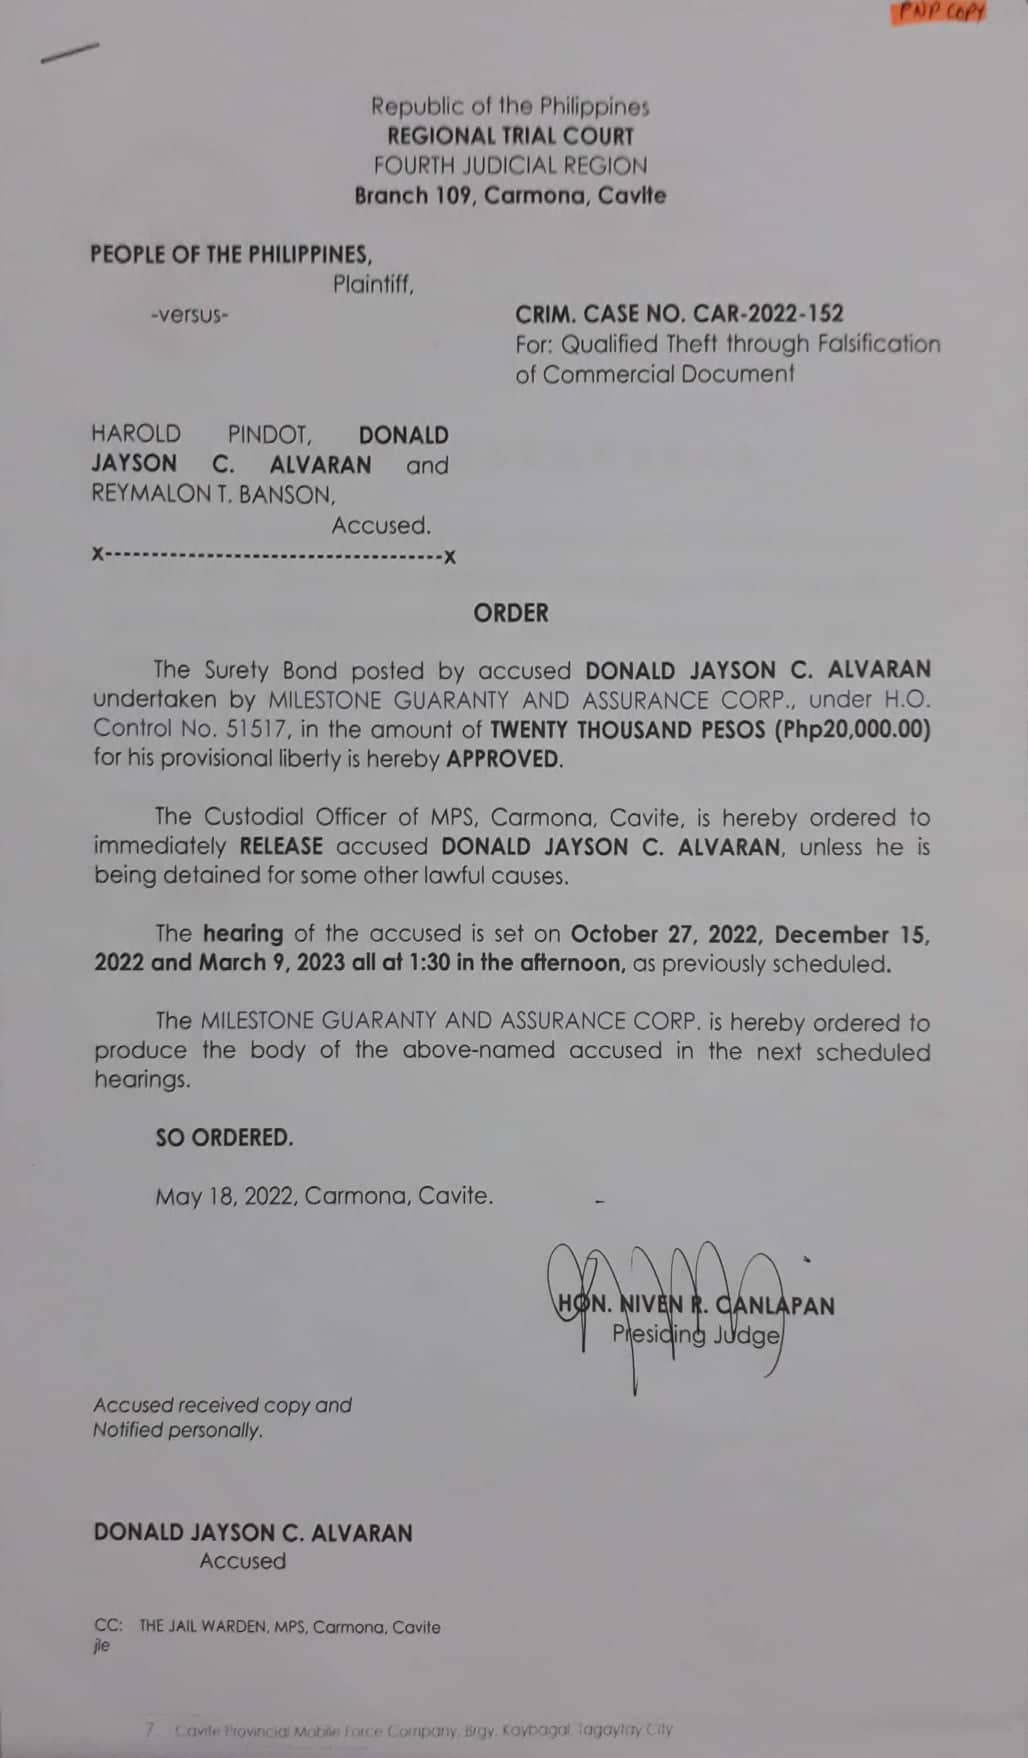 PNP COPY
Republic of the Philippines
REGIONAL TRIAL COURT
FOURTH JUDICIAL REGION
Branch 109, Carmona, Cavite
PEOPLE OF THE PHILIPPINES,
Plaintiff,
-versus-
CRIM. CASE NO. CAR-2022-152
For: Qualified Theft through Falsification
of Commercial Document
HAROLD PINDOT, DONALD
JAYSON C. ALVARAN and
REYMALON T. BANSON,
Accused.
x------------------------------------x
ORDER
The Surety Bond posted by accused DONALD JAYSON C. ALVARAN
undertaken by MILESTONE GUARANTY AND ASSURANCE CORP., under H.O.
Control No. 51517, in the amount of TWENTY THOUSAND PESOS (Php20,000.00)
for his provisional liberty is hereby APPROVED.
The Custodial Officer of MPS, Carmona, Cavite, is hereby ordered to
immediately RELEASE accused DONALD JAYSON C. ALVARAN, unless he is
being detained for some other lawful causes.
The hearing of the accused is set on October 27, 2022, December 15,
2022 and March 9, 2023 all at 1:30 in the afternoon, as previously scheduled.
The MILESTONE GUARANTY AND ASSURANCE CORP. is hereby ordered to
produce the body of the above-named accused in the next scheduled
hearings.
SO ORDERED.
May 18, 2022, Carmona, Cavite.
HON. NIVEN R. CANLAPAN
Presiding Judge
Accused received copy and
Notified personally.
DONALD JAYSON C. ALVARAN
Accused
CC: THE JAIL WARDEN, MPS, Carmona, Cavite
jle
7. Cavite Provincial Mobile Force Company, Brgy. Kaybagal, Tagaytay City